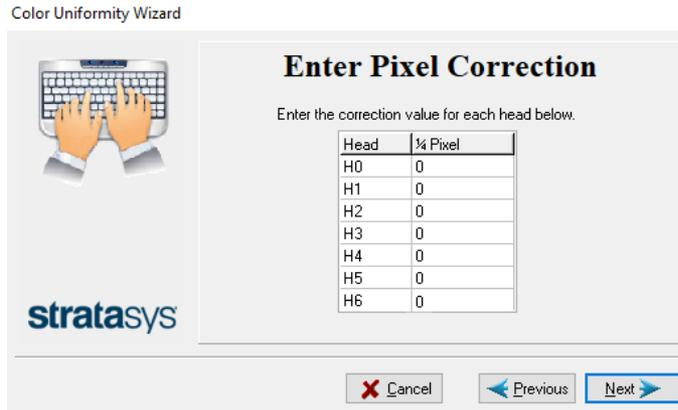 Color Uniformity Wizard
Enter Pixel Correction
Enter the correction value for each head below.
Head ¼ Pixel
H0 0
H1 0
H2 0
H3 0
H4 0
H5 0
H6 0
stratasys
Cancel Previous Next